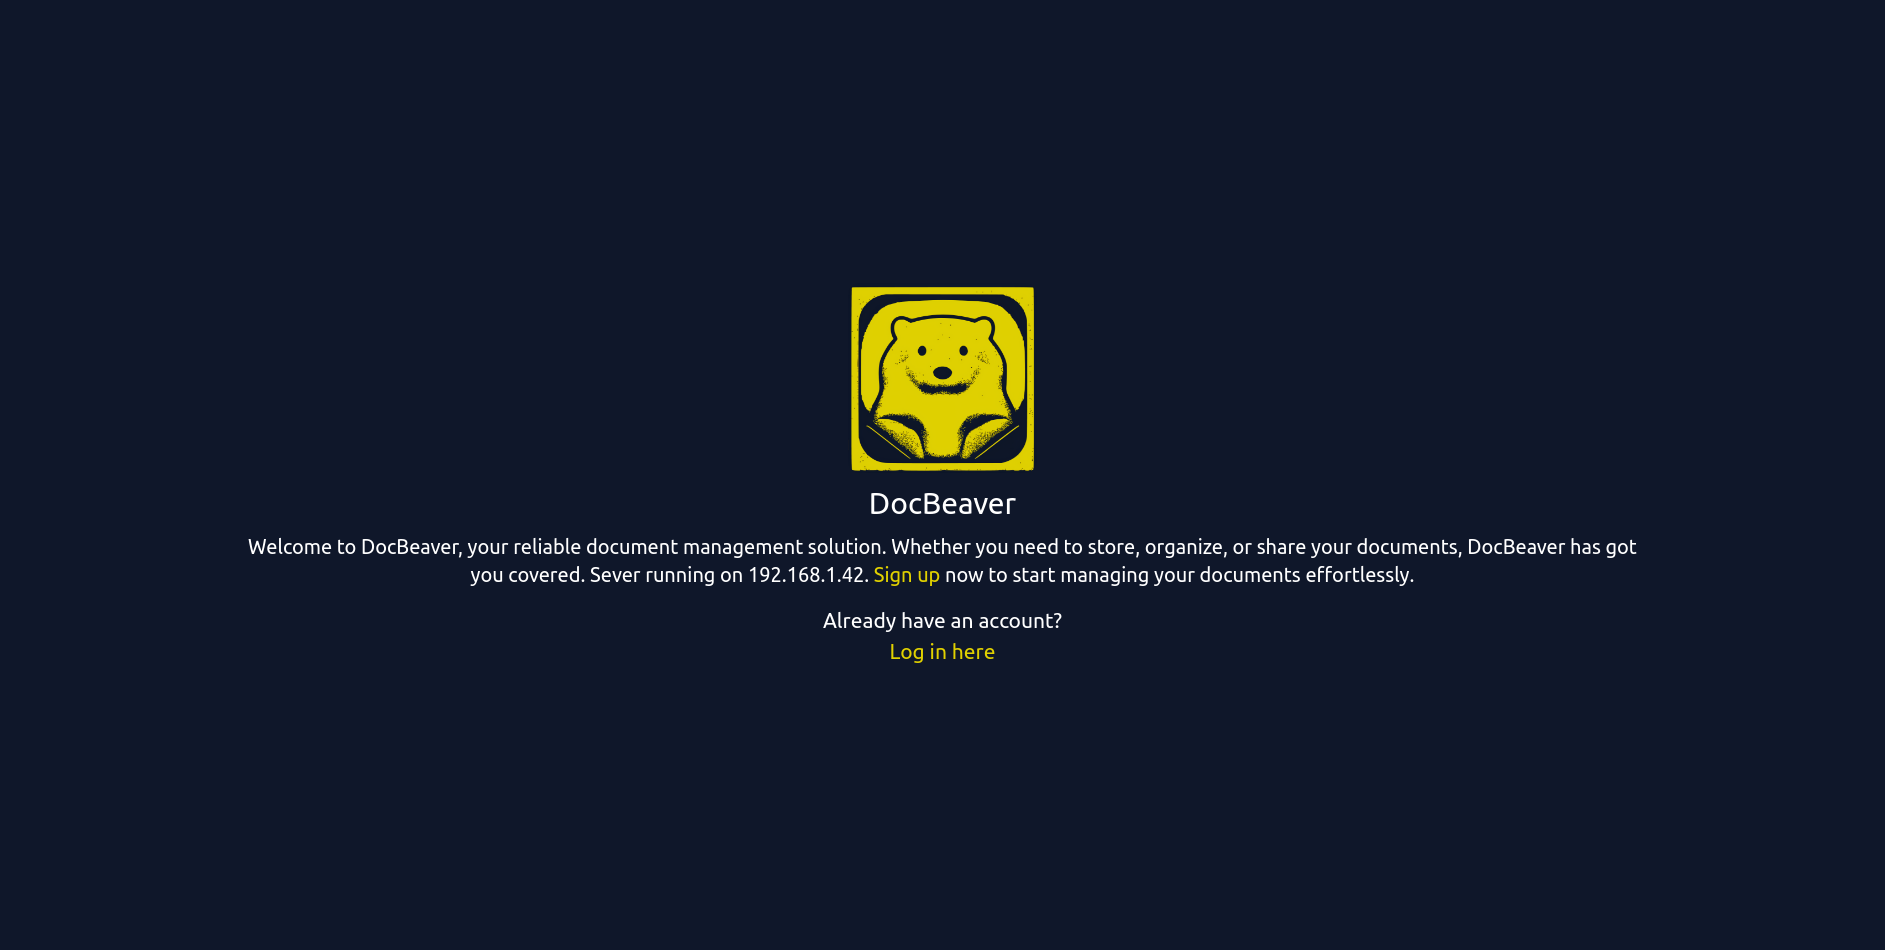 DocBeaver
Welcome to DocBeaver, your reliable document management solution. Whether you need to store, organize, or share your documents, DocBeaver has got
you covered. Sever running on 192.168.1.42. Sign up now to start managing your documents effortlessly.
Already have an account?
Log in here